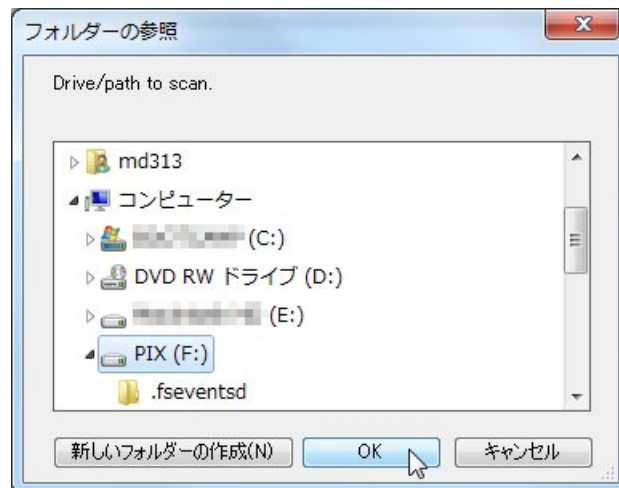 フォルダーの参照
Drive/path to scan.
md313
コンピューター
(C:)
DVD RW ドライブ (D:)
(E:)
PIX (F:)
.fseventsd
新しいフォルダーの作成(N) OK キャンセル